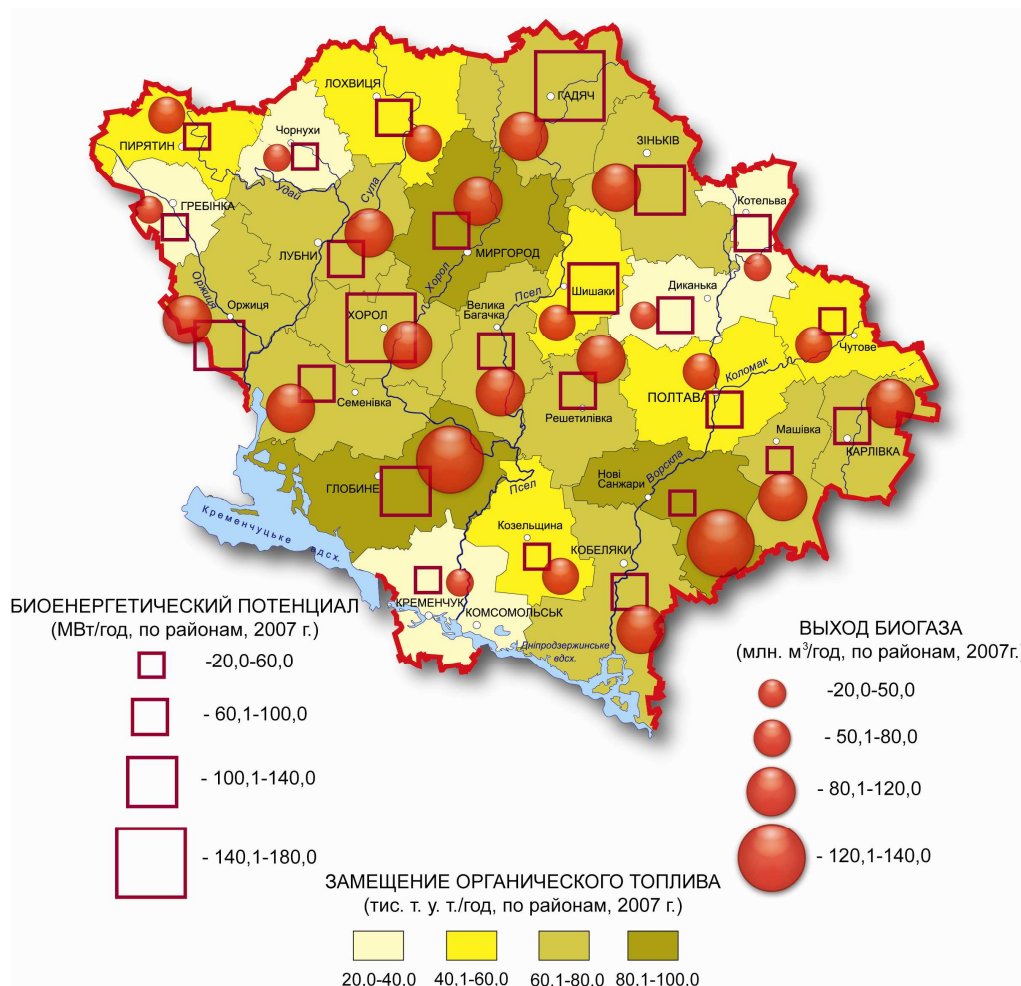 ЛОХВИЦЯ
ГАДЯЧ
ПИРЯТИН
Чорнухи
ЗІНЬКІВ
Удай
Сула
ГРЕБІНКА
Котельва
ЛУБНИ
МИРГОРОД
Хорол
Оржиця
Оржиця
ХОРОЛ
Велика
Багачка
Псел
Шишаки
Диканька
Чутове
Коломак
ПОЛТАВА
Семенівка
Решетилівка
Машівка
КАРЛІВКА
ГЛОБИНЕ
Псел
Нові
Санжари
Ворскла
Кременчуцьке вдсх.
Козельщина
КОБЕЛЯКИ
КРЕМЕНЧУК
КОМСОМОЛЬСЬК
Дніпродзержинське
вдсх.
БИОЕНЕРГЕТИЧЕСКИЙ ПОТЕНЦИАЛ
(МВт/год, по районам, 2007 г.)
-20,0-60,0
- 60,1-100,0
- 100,1-140,0
- 140,1-180,0
ВЫХОД БИОГАЗА
(млн. м³/год, по районам, 2007г.
-20,0-50,0
- 50,1-80,0
- 80,1-120,0
- 120,1-140,0
ЗАМЕЩЕНИЕ ОРГАНИЧЕСКОГО ТОПЛИВА
(тис. т. у. т./год, по районам, 2007 г.)
20,0-40,0 40,1-60,0 60,1-80,0 80,1-100,0